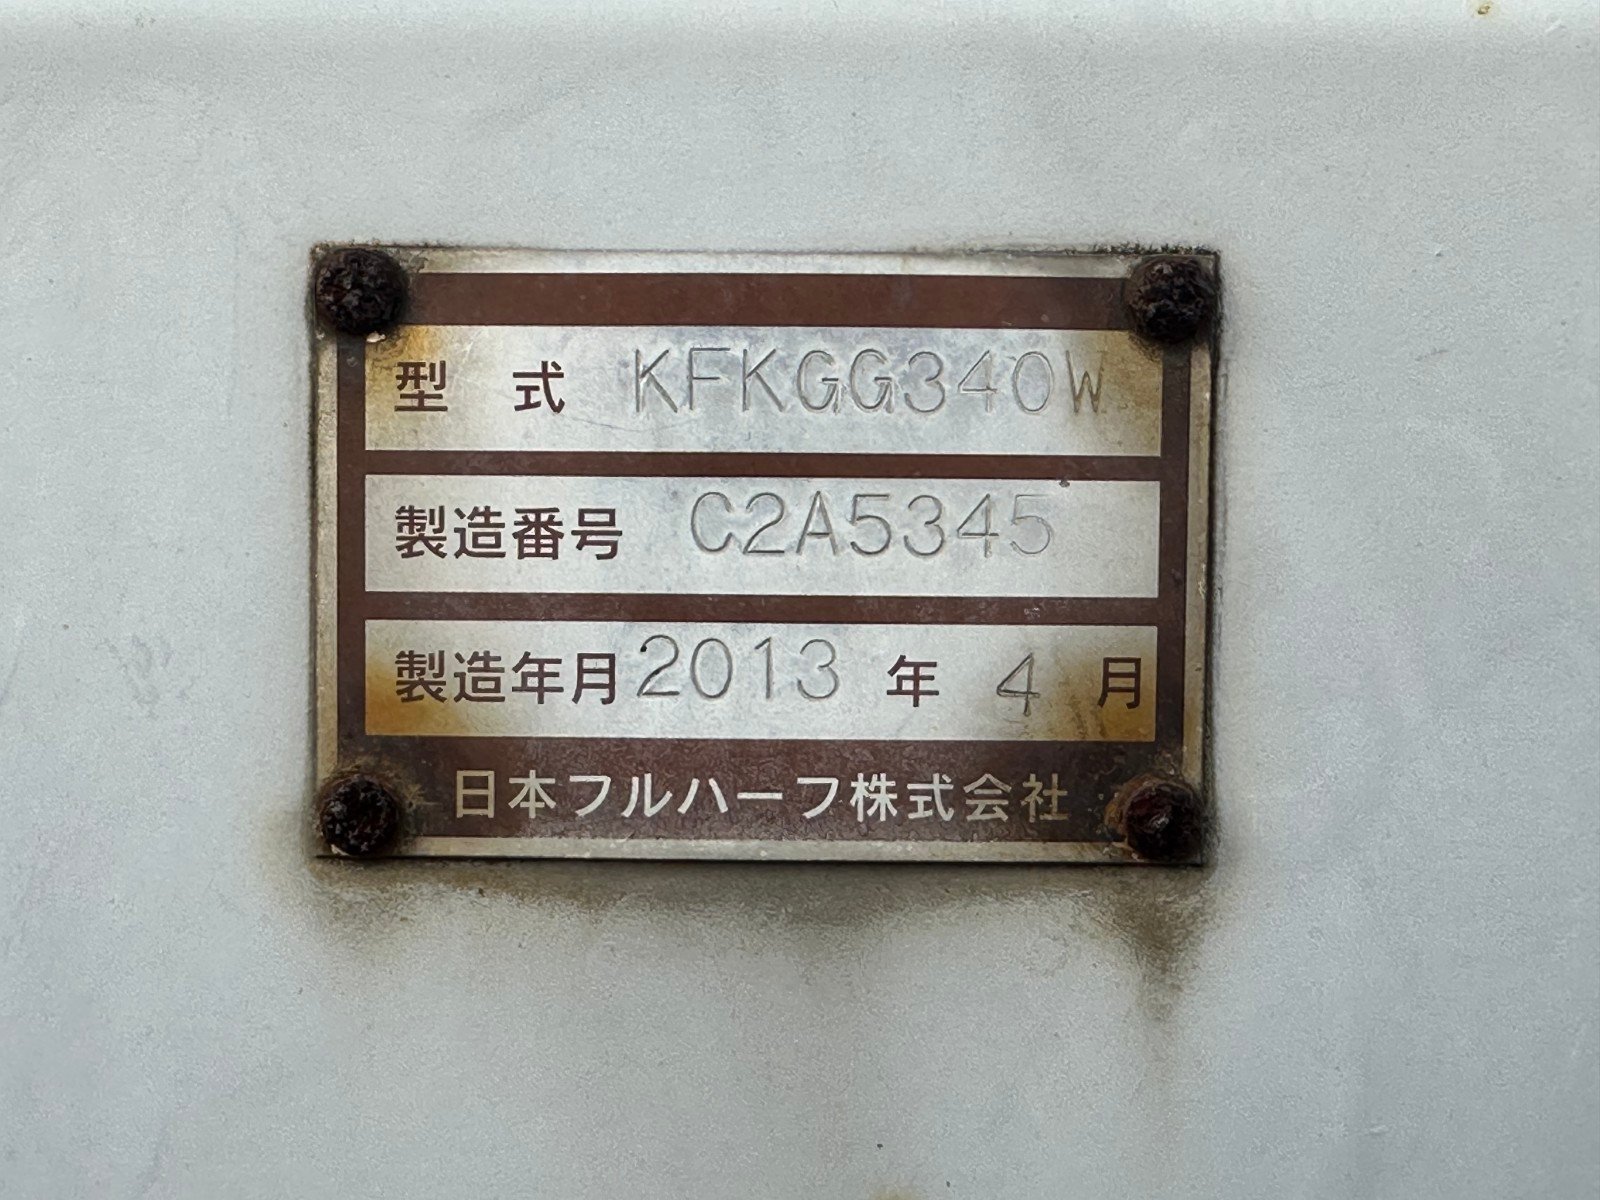 型 式 KFKGG340W
製造番号 C2A5345
製造年月 2013 年 4 月
日本フルハーフ株式会社